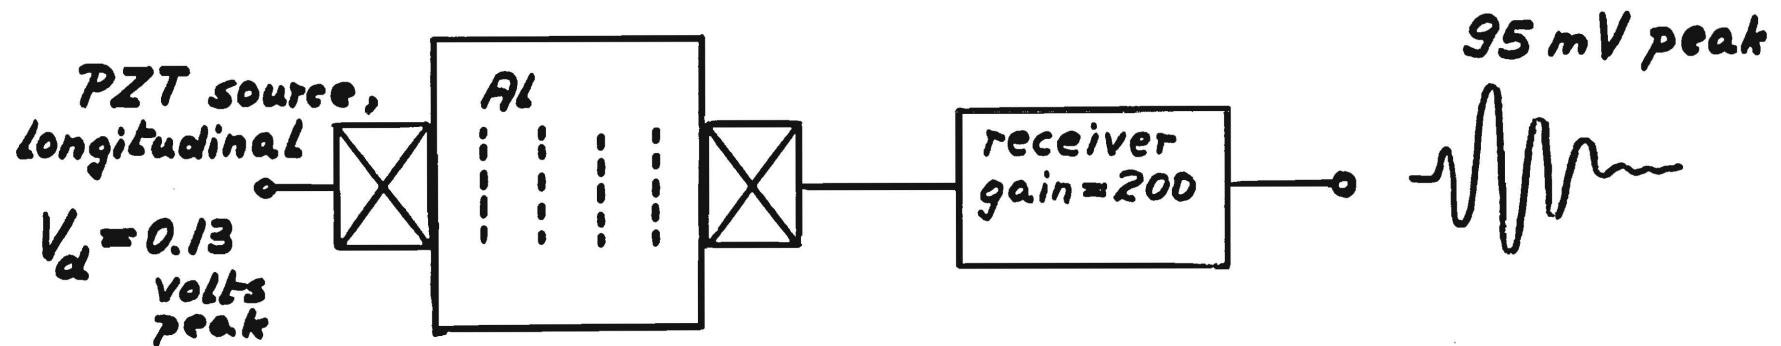 PZT source,
longitudinal
Vd = 0.13
volts
peak
Al
receiver
gain = 200
95 mV peak